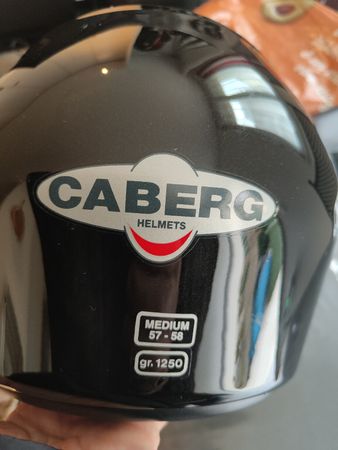 CABERG
HELMETS
MEDIUM
57 - 58
gr. 1250